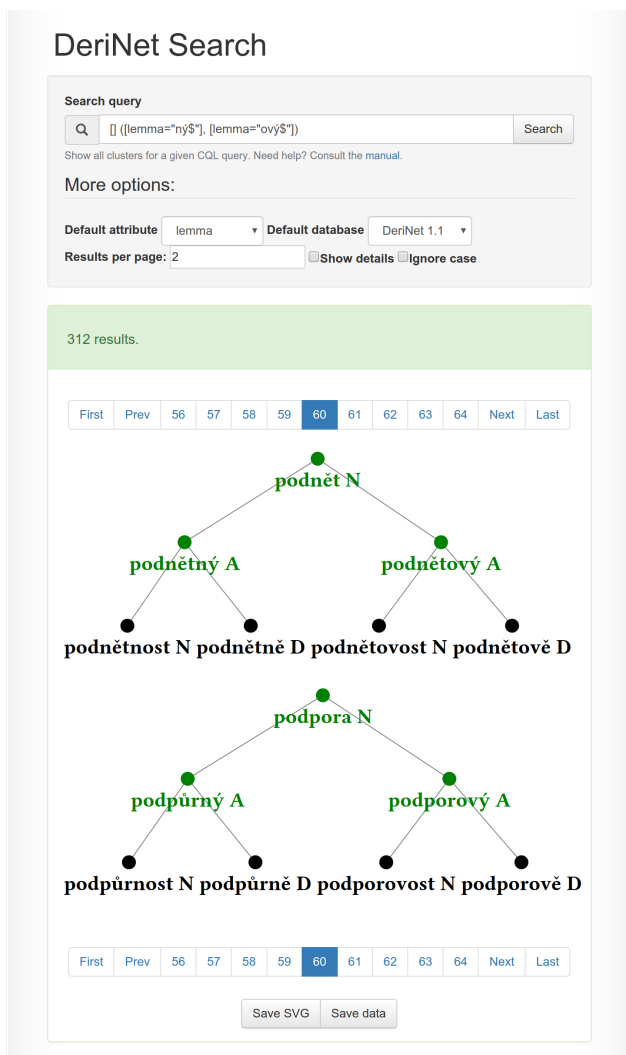 DeriNet Search
Search query
[] ([lemma="ný$"], [lemma="ový$"])
Search
Show all clusters for a given CQL query. Need help? Consult the manual.
More options:
Default attribute lemma Default database DeriNet 1.1
Results per page: 2 Show details Ignore case
312 results.
First Prev 56 57 58 59 60 61 62 63 64 Next Last
podnět N
podnětný A podnětový A
podnětnost N podnětně D podnětovost N podnětově D
podpora N
podpůrný A podporový A
podpůrnost N podpůrně D podporovost N podporově D
First Prev 56 57 58 59 60 61 62 63 64 Next Last
Save SVG Save data